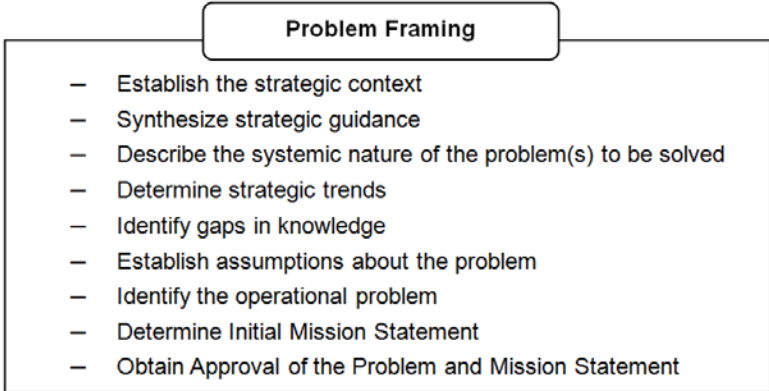 Problem Framing
– Establish the strategic context
– Synthesize strategic guidance
– Describe the systemic nature of the problem(s) to be solved
– Determine strategic trends
– Identify gaps in knowledge
– Establish assumptions about the problem
– Identify the operational problem
– Determine Initial Mission Statement
– Obtain Approval of the Problem and Mission Statement